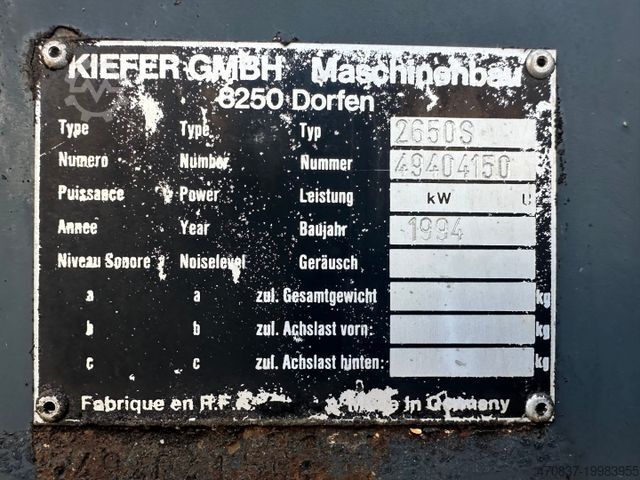 KIEFER GMBH Maschinenbau
8250 Dorfen
Type Type Typ 2650S
Numero Number Nummer 49404150
Puissance Power Leistung kW U
Annee Year Baujahr 1994
Niveau Sonore Noiselevel Geräusch
a a zul. Gesamtgewicht kg
b b zul. Achslast vorn: kg
c c zul. Achslast hinten: kg
Fabrique en R.F.A. Made in Germany
470837-19983955